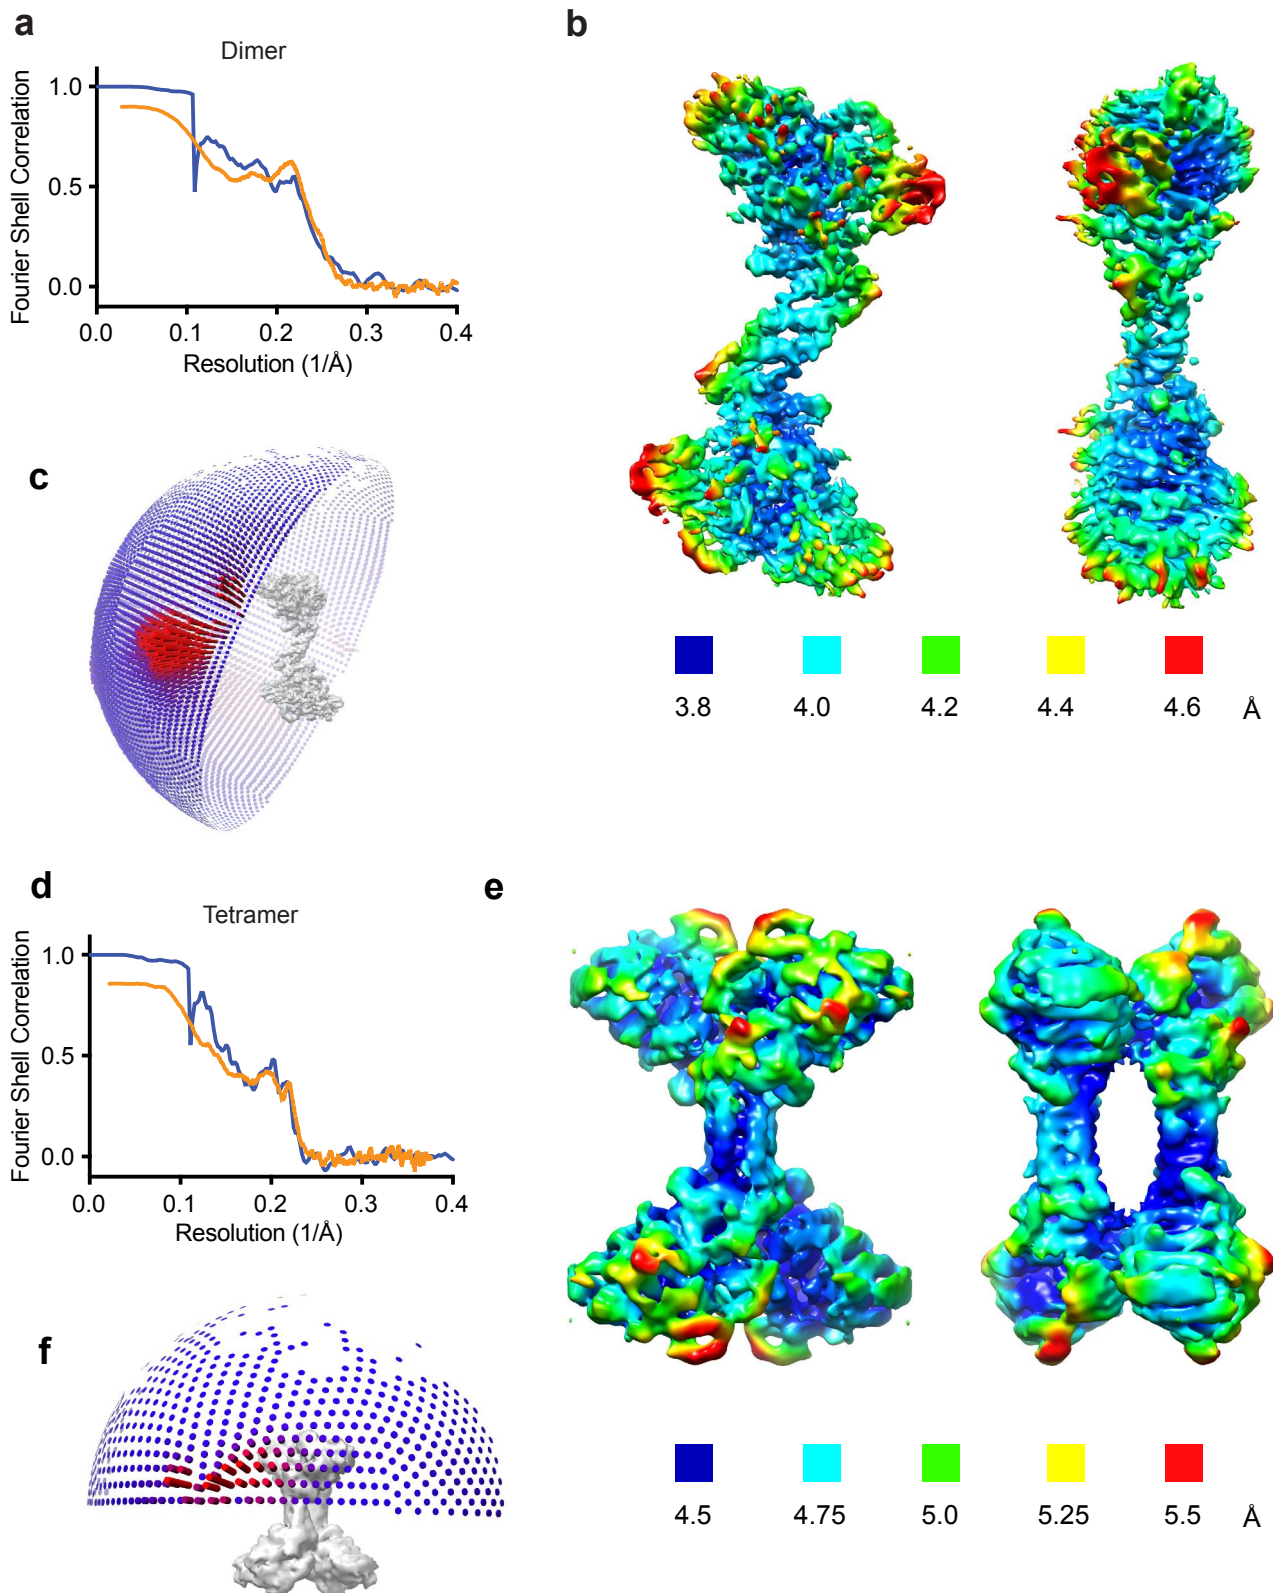 a
Dimer
Fourier Shell Correlation
1.0
0.5
0.0
0.0 0.1 0.2 0.3 0.4
Resolution (1/Å)
b
3.8 4.0 4.2 4.4 4.6 Å
c
d
Tetramer
Fourier Shell Correlation
1.0
0.5
0.0
0.0 0.1 0.2 0.3 0.4
Resolution (1/Å)
e
4.5 4.75 5.0 5.25 5.5 Å
f